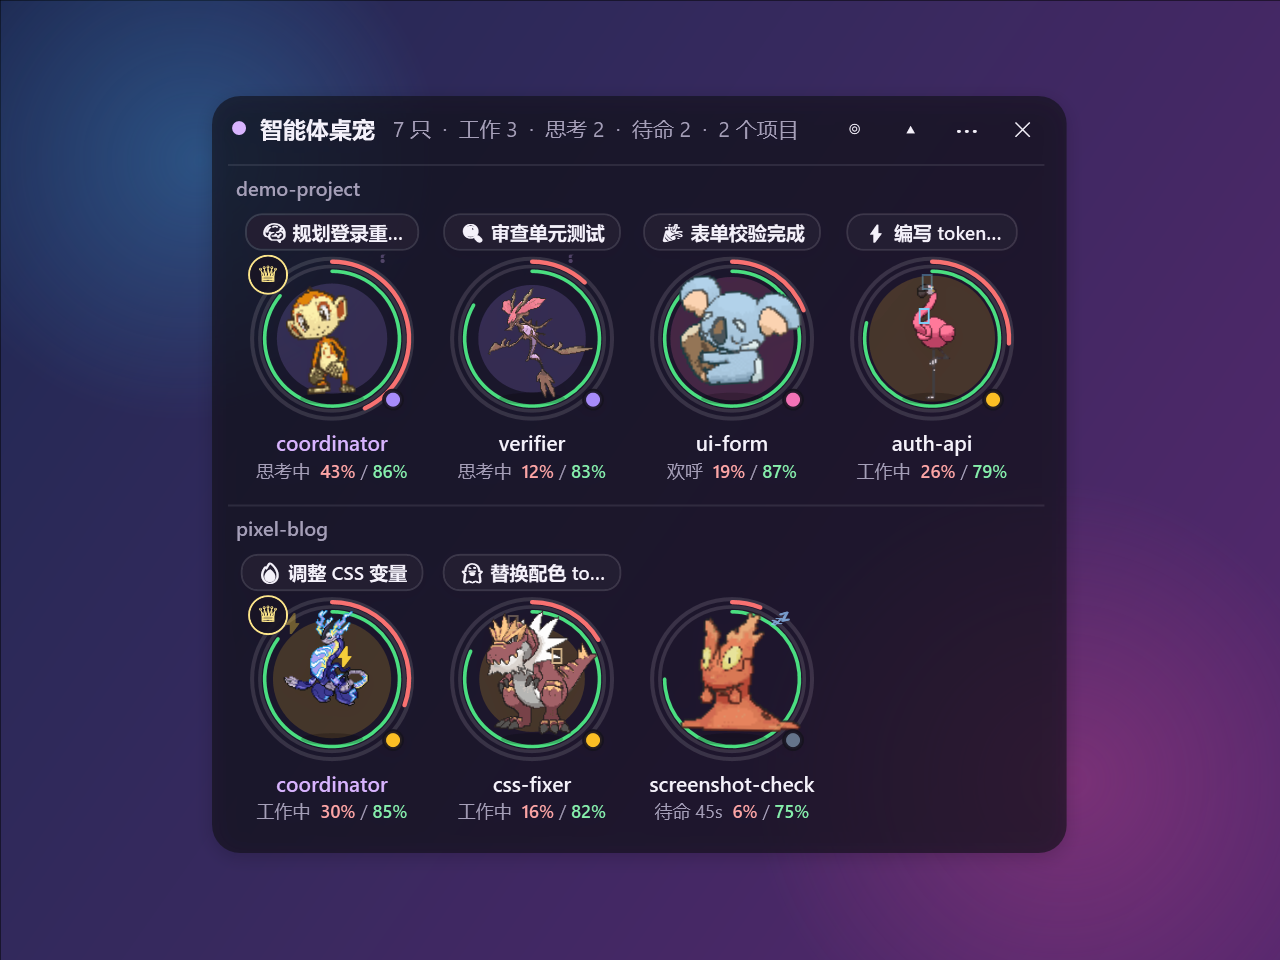 智能体桌宠 7 只 · 工作 3 · 思考 2 · 待命 2 · 2 个项目
demo-project
规划登录重... 审查单元测试 表单校验完成 编写 token...
coordinator verifier ui-form auth-api
思考中 43% / 86% 思考中 12% / 83% 欢呼 19% / 87% 工作中 26% / 79%
pixel-blog
调整 CSS 变量 替换配色 to...
zz
coordinator css-fixer screenshot-check
工作中 30% / 85% 工作中 16% / 82% 待命 45s 6% / 75%